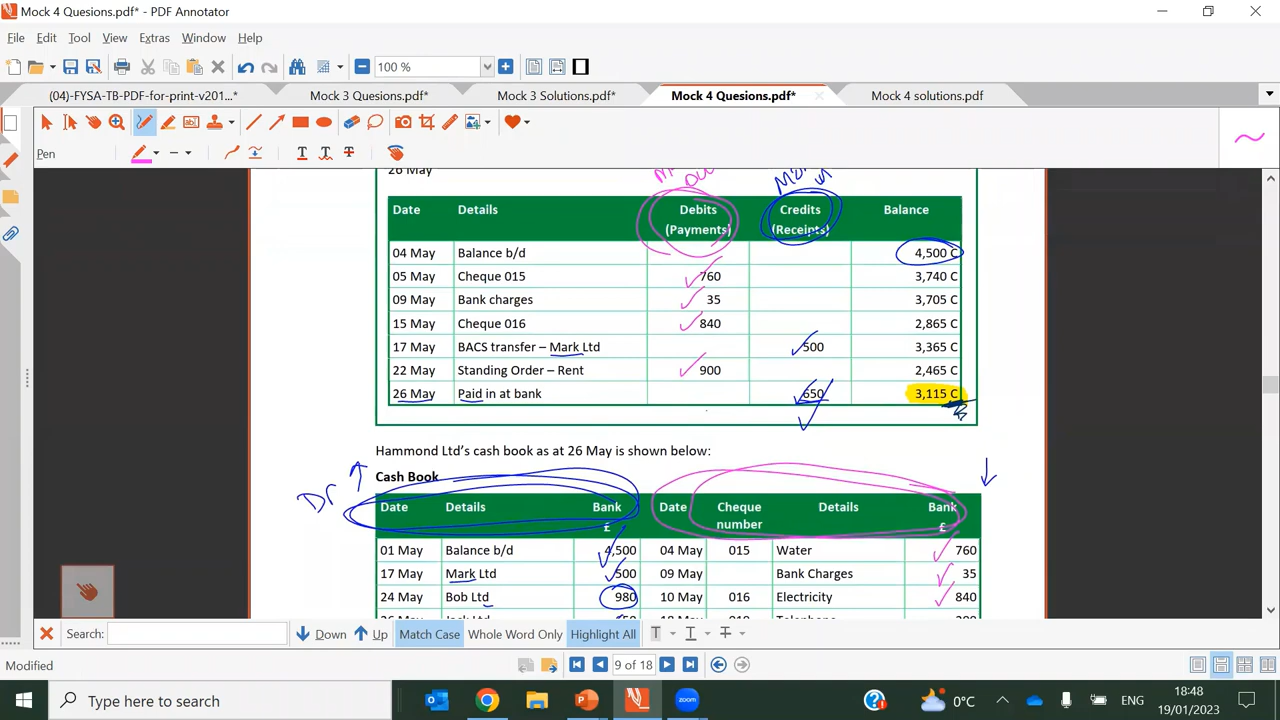 Mock 4 Quesions.pdf* - PDF Annotator
File Edit Tool View Extras Window Help
100 %
(04)-FYSA-TB-PDF-for-print-v201...* Mock 3 Quesions.pdf* Mock 3 Solutions.pdf* Mock 4 Quesions.pdf* Mock 4 solutions.pdf
Pen
26 May
out in
Date Details Debits (Payments) Credits (Receipts) Balance
04 May Balance b/d 4,500 C
05 May Cheque 015 760 3,740 C
09 May Bank charges 35 3,705 C
15 May Cheque 016 840 2,865 C
17 May BACS transfer – Mark Ltd 500 3,365 C
22 May Standing Order – Rent 900 2,465 C
26 May Paid in at bank 650 3,115 C
Hammond Ltd's cash book as at 26 May is shown below:
Cash Book
Dr
Date Details Bank £ Date Cheque number Details Bank £
01 May Balance b/d 4,500 04 May 015 Water 760
17 May Mark Ltd 500 09 May Bank Charges 35
24 May Bob Ltd 980 10 May 016 Electricity 840
Search: Down Up Match Case Whole Word Only Highlight All
Modified 9 of 18
Type here to search 0°C ENG 18:48
19/01/2023